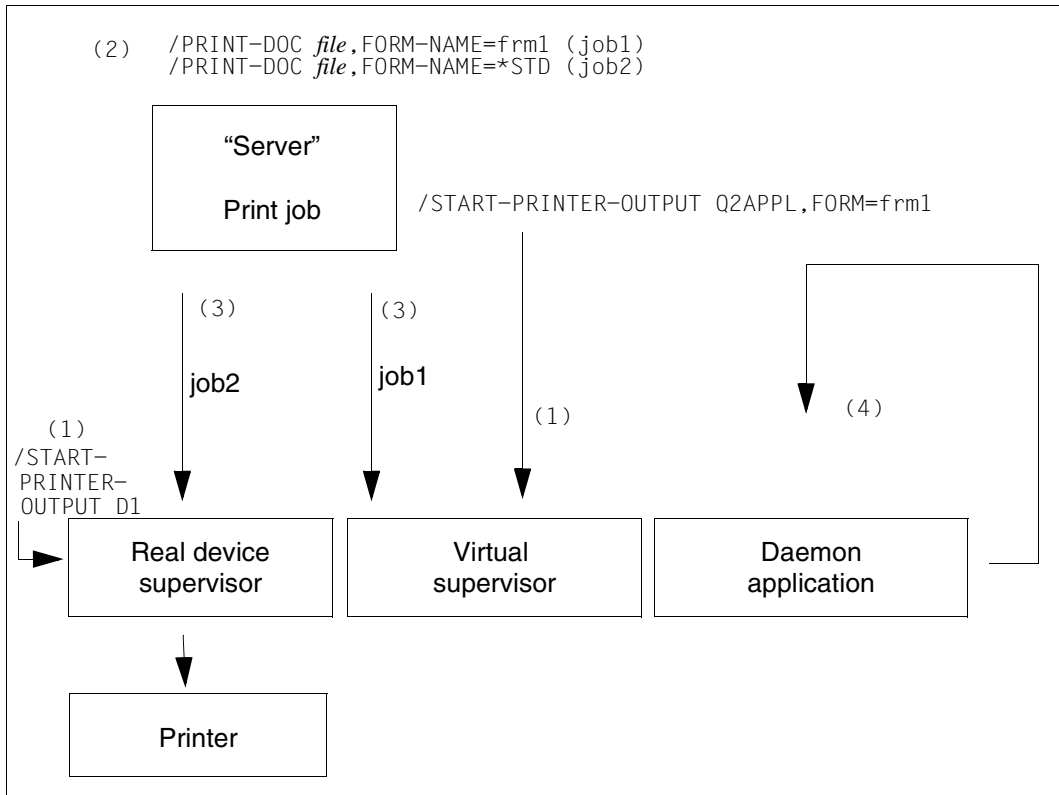 (2) /PRINT-DOC file,FORM-NAME=frm1 (job1)
/PRINT-DOC file,FORM-NAME=*STD (job2)
“Server”
Print job
/START-PRINTER-OUTPUT Q2APPL,FORM=frm1
(3)
(3)
job2
job1
(1)
(4)
(1)
/START-
PRINTER-
OUTPUT D1
Real device
supervisor
Virtual
supervisor
Daemon
application
Printer